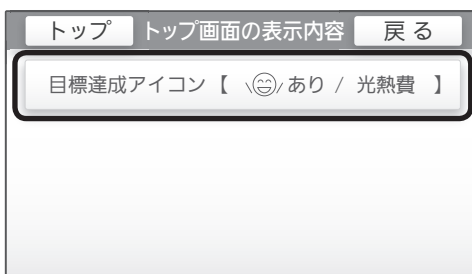 トップ トップ画面の表示内容 戻る
目標達成アイコン【 \😄/あり / 光熱費 】